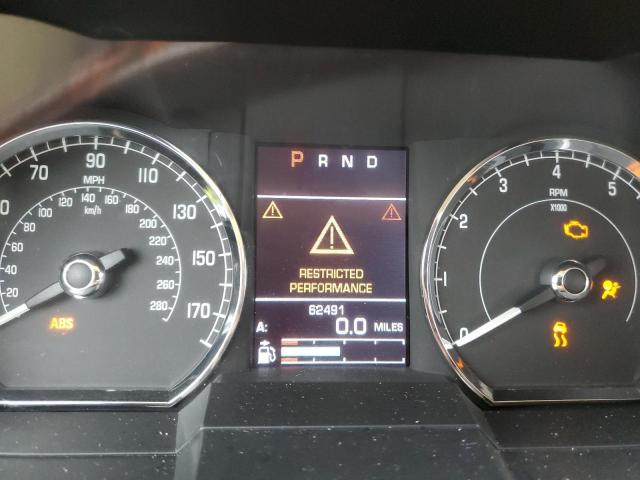 70 90 110 130 150 170
MPH
20 40 60 80 100 120 140 160 180 200 220 240 260 280
km/h
ABS
P R N D
RESTRICTED
PERFORMANCE
62491
A: 0.0 MILES
0 1 2 3 4 5
RPM
X1000